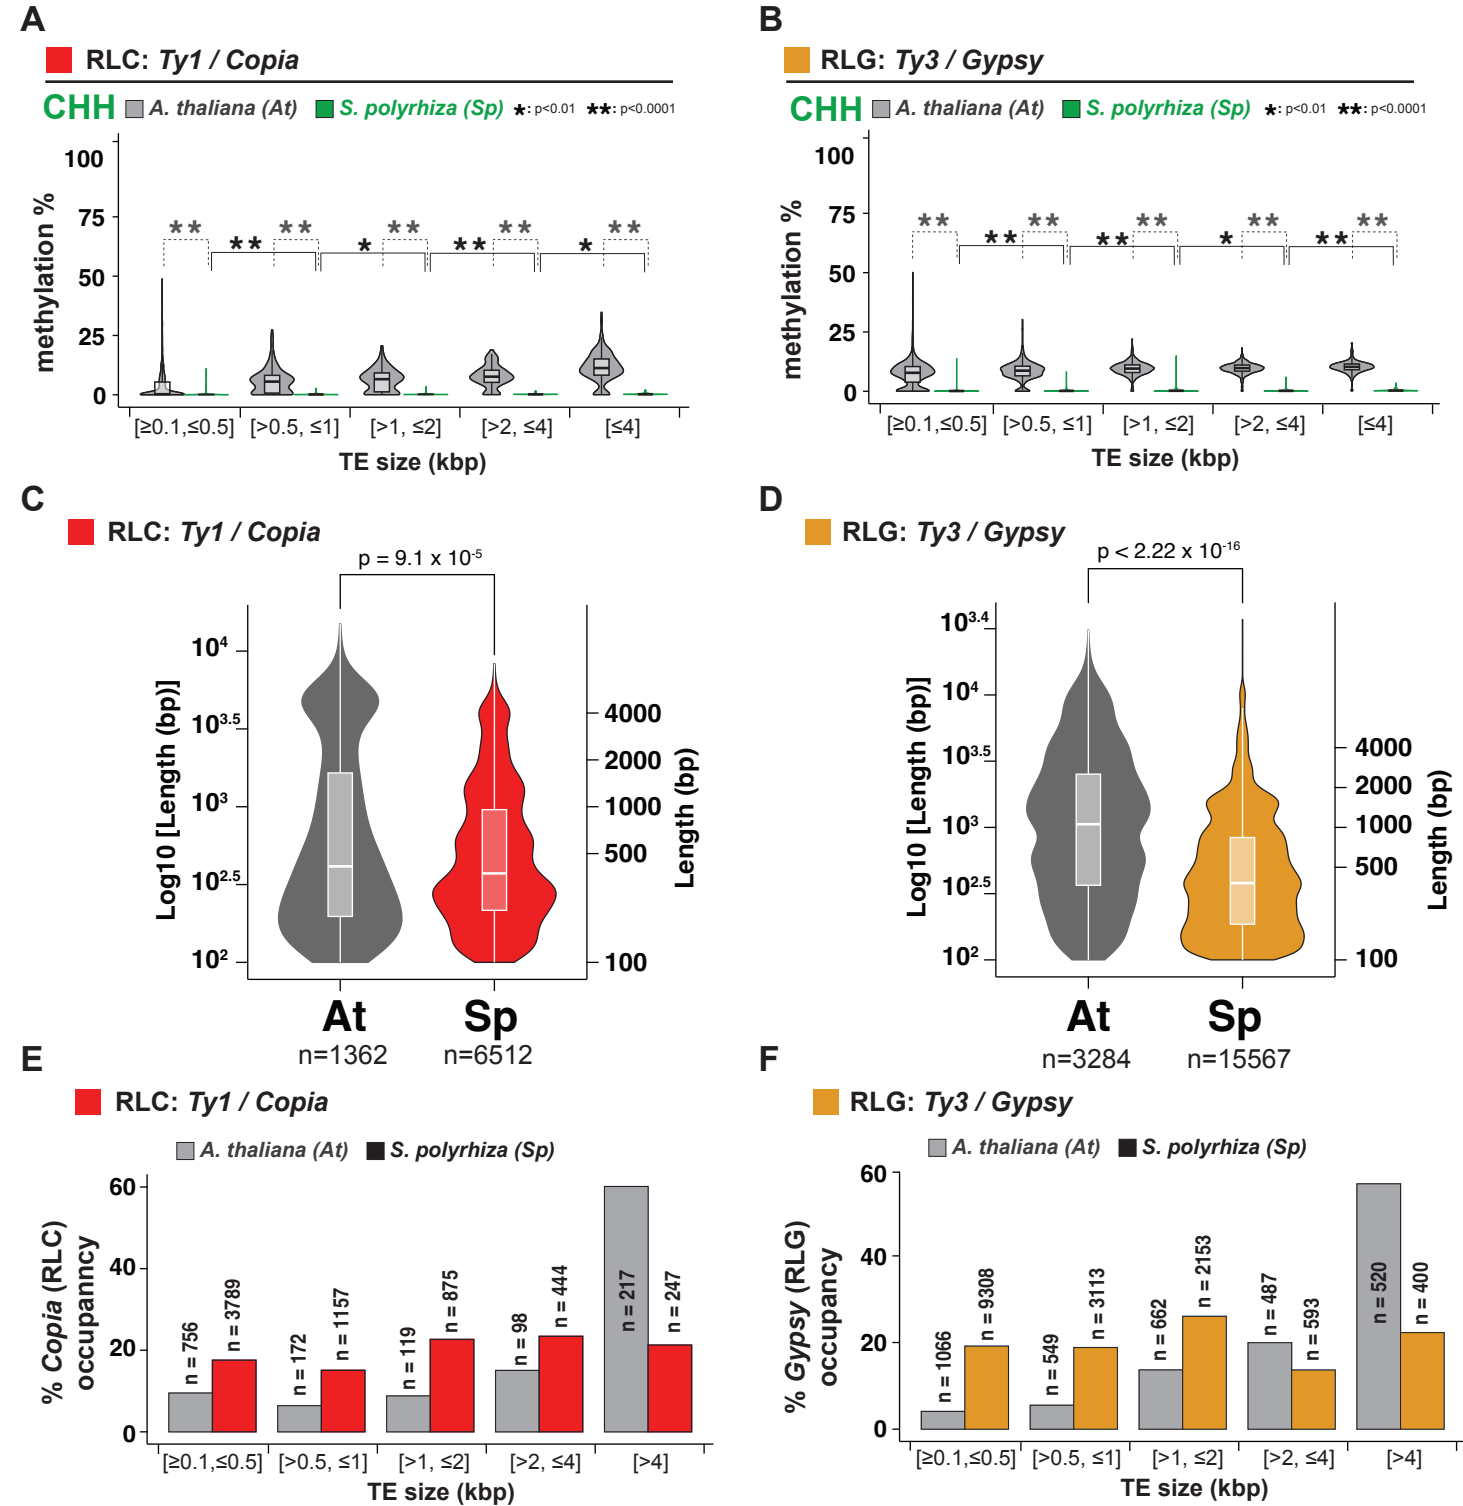 A
RLC: Ty1 / Copia
CHH A. thaliana (At) S. polyrhiza (Sp) *: p<0.01 **: p<0.0001
methylation %
100
75
50
25
0
** ** ** ** **
** * ** *
[≥0.1,≤0.5] [>0.5, ≤1] [>1, ≤2] [>2, ≤4] [≤4]
TE size (kbp)
B
RLG: Ty3 / Gypsy
CHH A. thaliana (At) S. polyrhiza (Sp) *: p<0.01 **: p<0.0001
methylation %
100
75
50
25
0
** ** ** ** **
** ** * **
[≥0.1,≤0.5] [>0.5, ≤1] [>1, ≤2] [>2, ≤4] [≤4]
TE size (kbp)
C
RLC: Ty1 / Copia
p = 9.1 x 10-5
Log10 [Length (bp)]
104
103.5
103
102.5
102
4000
2000
1000
500
100
Length (bp)
At Sp
n=1362 n=6512
D
RLG: Ty3 / Gypsy
p < 2.22 x 10-16
Log10 [Length (bp)]
103.4
104
103.5
103
102.5
102
4000
2000
1000
500
100
Length (bp)
At Sp
n=3284 n=15567
E
RLC: Ty1 / Copia
A. thaliana (At) S. polyrhiza (Sp)
% Copia (RLC)
occupanncy
60
40
20
0
n = 756 n = 3789 n = 172 n = 1157 n = 119 n = 875 n = 98 n = 444 n = 217 n = 247
[≥0.1,≤0.5] [>0.5, ≤1] [>1, ≤2] [>2, ≤4] [>4]
TE size (kbp)
F
RLG: Ty3 / Gypsy
A. thaliana (At) S. polyrhiza (Sp)
% Gypsy (RLG)
occupancy
60
40
20
0
n = 1066 n = 9308 n = 549 n = 3113 n = 662 n = 2153 n = 487 n = 593 n = 520 n = 400
[≥0.1,≤0.5] [>0.5, ≤1] [>1, ≤2] [>2, ≤4] [>4]
TE size (kbp)